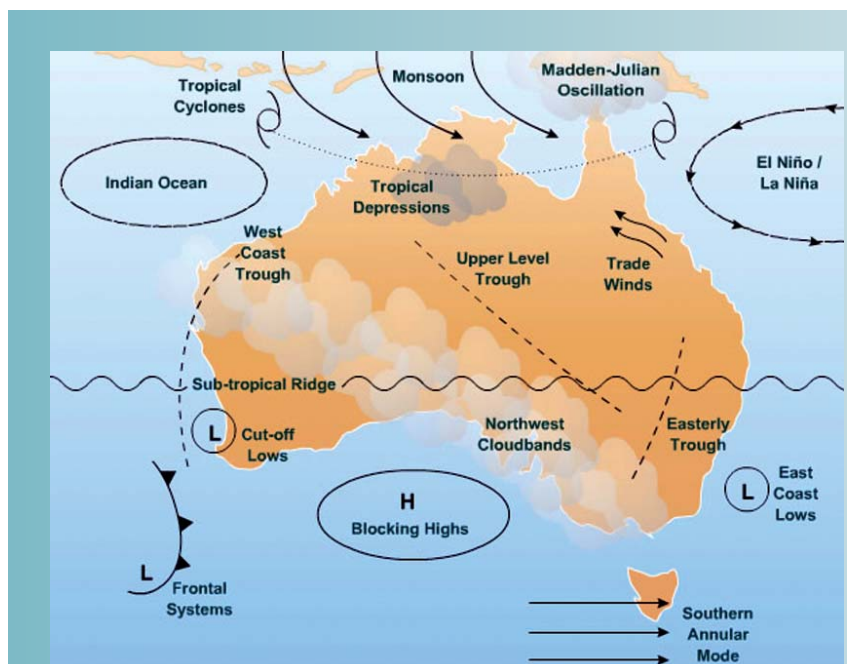 Tropical
Cyclones
Monsoon
Madden-Julian
Oscillation
Indian Ocean
El Niño /
La Niña
Tropical
Depressions
West
Coast
Trough
Upper Level
Trough
Trade
Winds
Sub-tropical Ridge
L
Cut-off
Lows
Northwest
Cloudbands
Easterly
Trough
H
Blocking Highs
L
East
Coast
Lows
L
Frontal
Systems
Southern
Annular
Mode